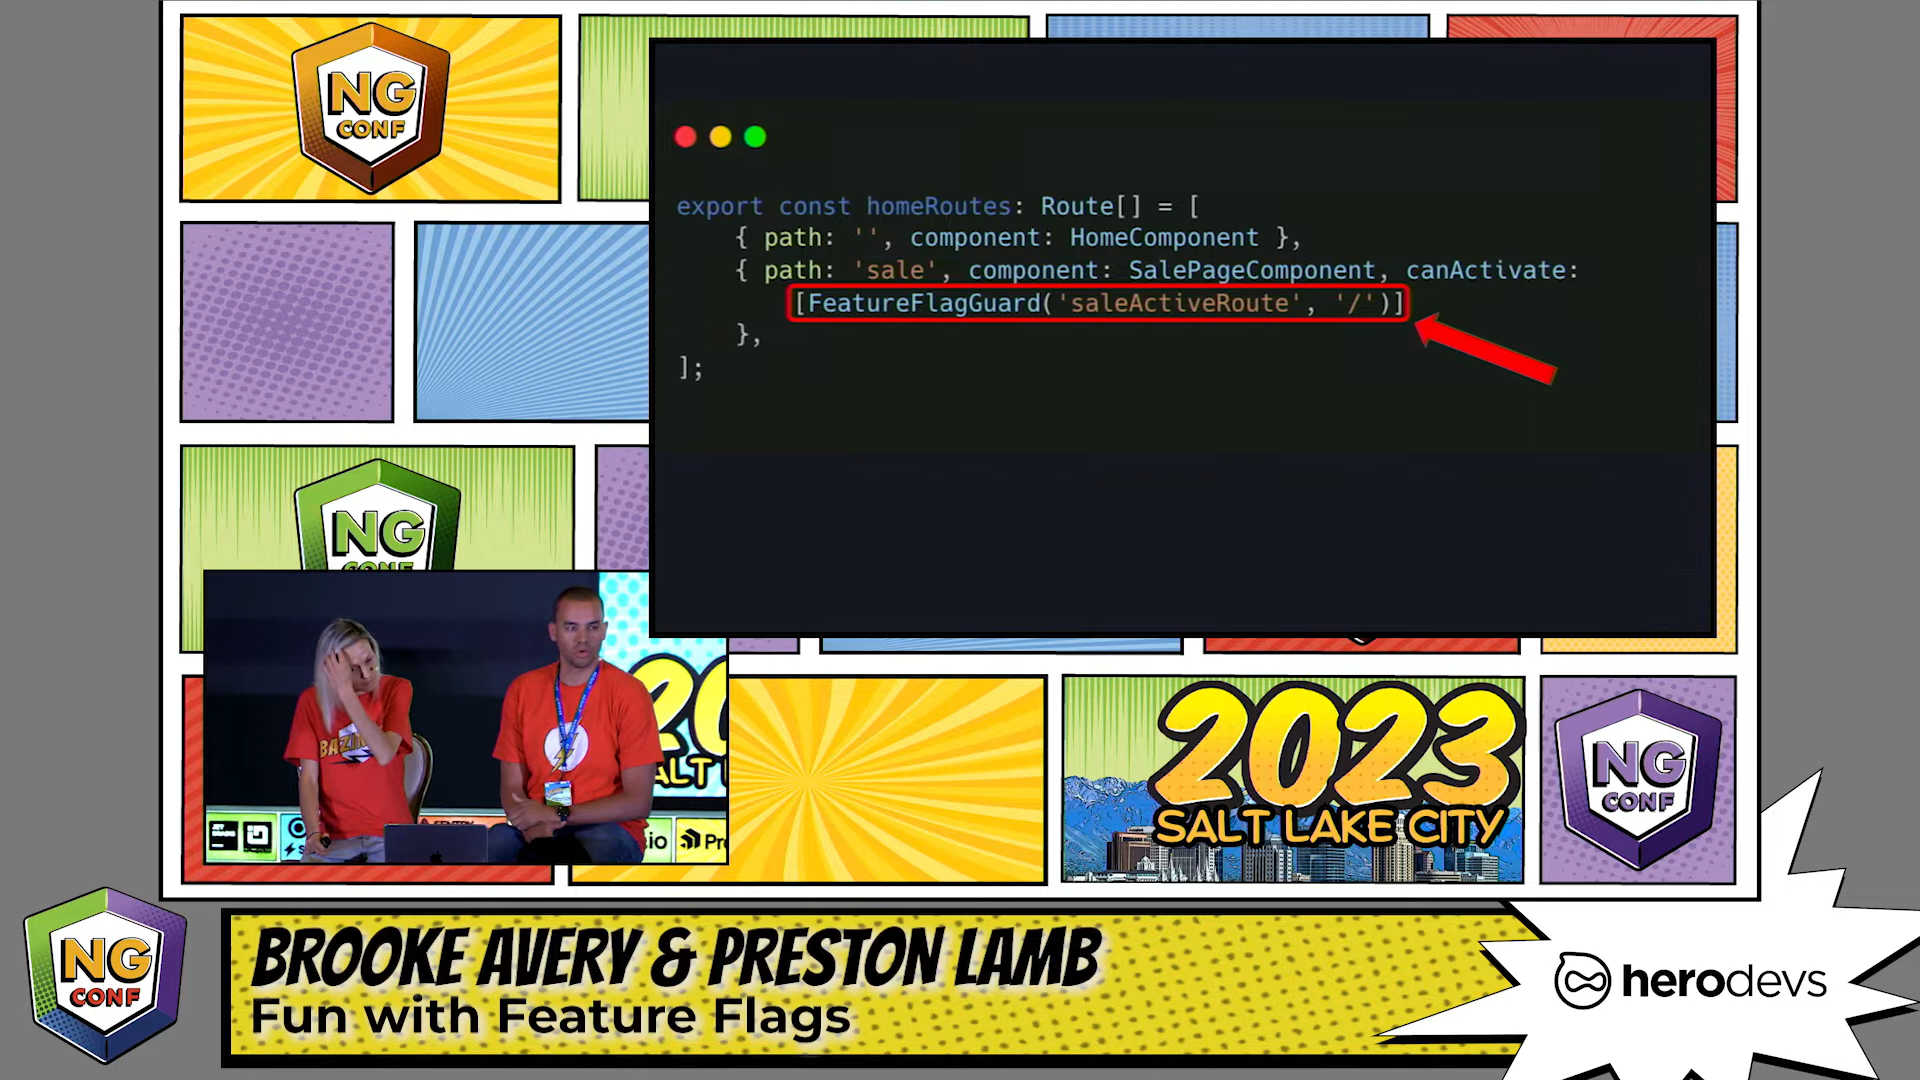 NG
CONF
export const homeRoutes: Route[] = [
{ path: '', component: HomeComponent },
{ path: 'sale', component: SalePageComponent, canActivate:
[FeatureFlagGuard('saleActiveRoute', '/')]
},
];
NG
CONF
2023
SALT LAKE CITY
NG
CONF
NG
CONF
BROOKE AVERY & PRESTON LAMB
Fun with Feature Flags
herodevs